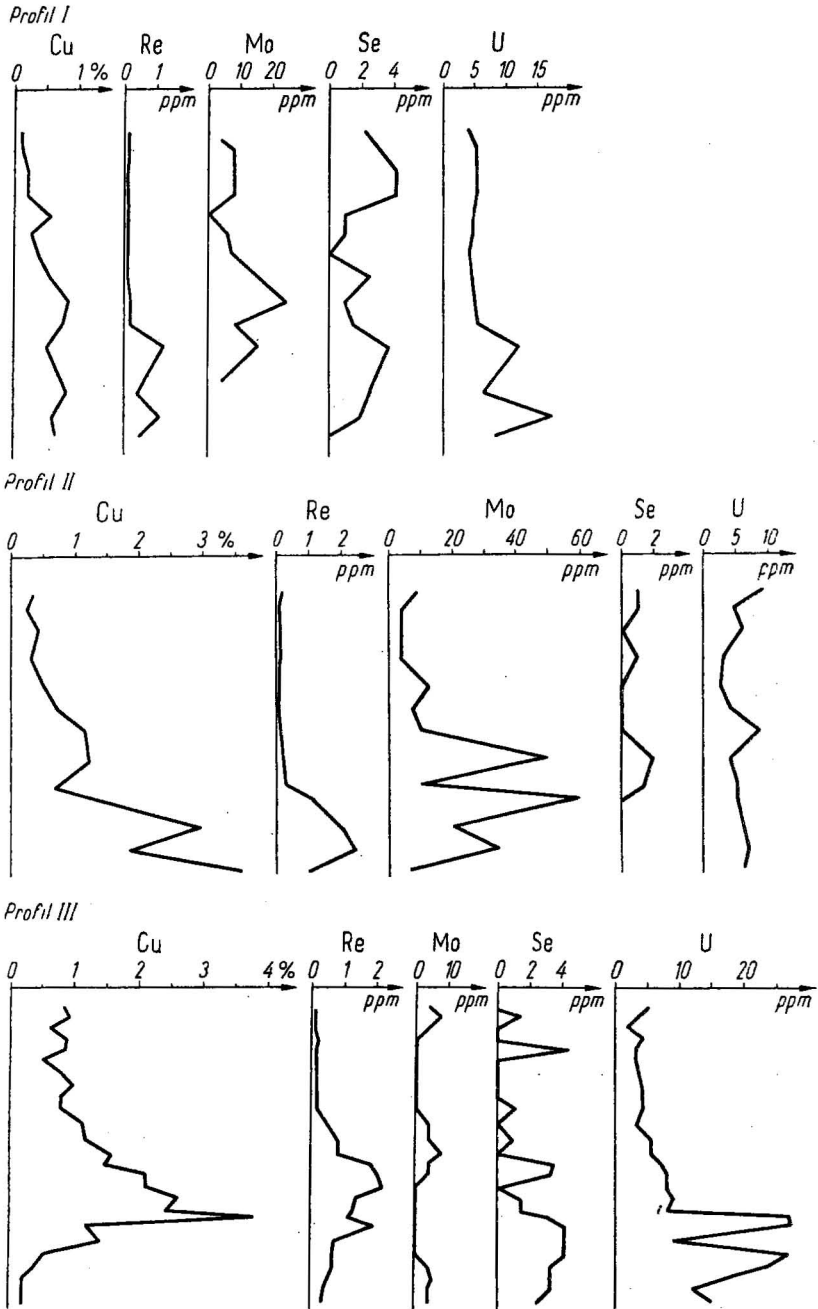 Profil I
Cu Re Mo Se U
0 1 % 0 1 0 10 20 0 2 4 0 5 10 15
ppm ppm ppm ppm
Profil II
Cu Re Mo Se U
0 1 2 3 % 0 1 2 0 20 40 60 0 2 0 5 10
ppm ppm ppm ppm
Profil III
Cu Re Mo Se U
0 1 2 3 4 % 0 1 2 0 10 0 2 4 0 10 20
ppm ppm ppm ppm